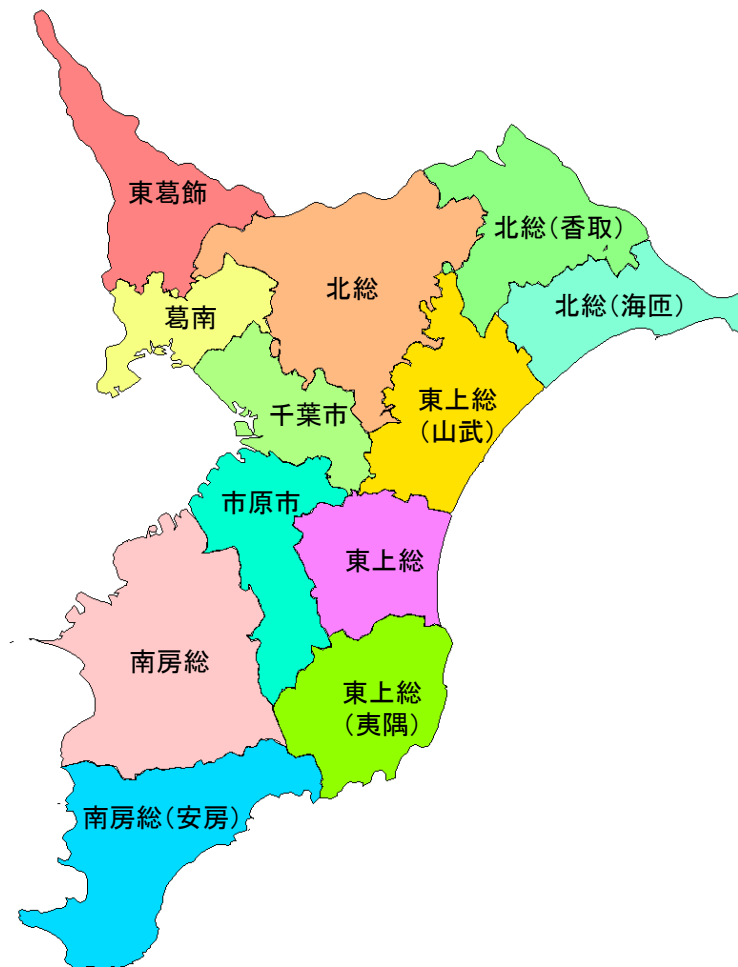 東葛飾
北総（香取）
北総
北総（海匝）
葛南
東上総
（山武）
千葉市
市原市
東上総
南房総
東上総
（夷隅）
南房総（安房）